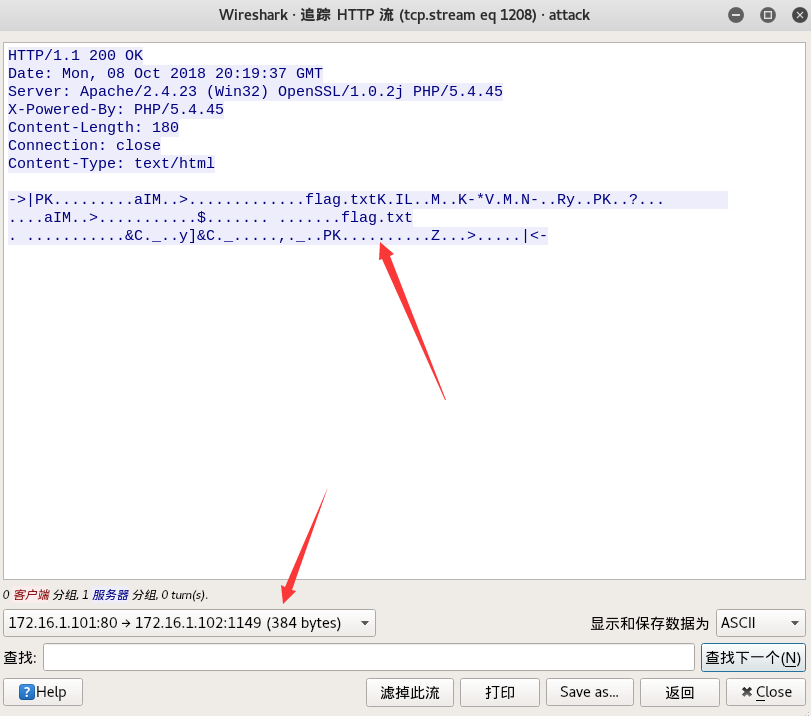 Wireshark · 追踪 HTTP 流 (tcp.stream eq 1208) · attack
HTTP/1.1 200 OK
Date: Mon, 08 Oct 2018 20:19:37 GMT
Server: Apache/2.4.23 (Win32) OpenSSL/1.0.2j PHP/5.4.45
X-Powered-By: PHP/5.4.45
Content-Length: 180
Connection: close
Content-Type: text/html
->|PK.........aIM..>.............flag.txtK.IL..M..K-*V.M.N-..Ry..PK..?...
....aIM..>...........$....... .......flag.txt
. ...........&C._..y]&C._.....,._..PK..........Z...>.....|<-
0 客户端 分组, 1 服务器 分组, 0 turn(s).
172.16.1.101:80 → 172.16.1.102:1149 (384 bytes) 显示和保存数据为 ASCII
查找: 查找下一个(N)
Help 滤掉此流 打印 Save as... 返回 Close